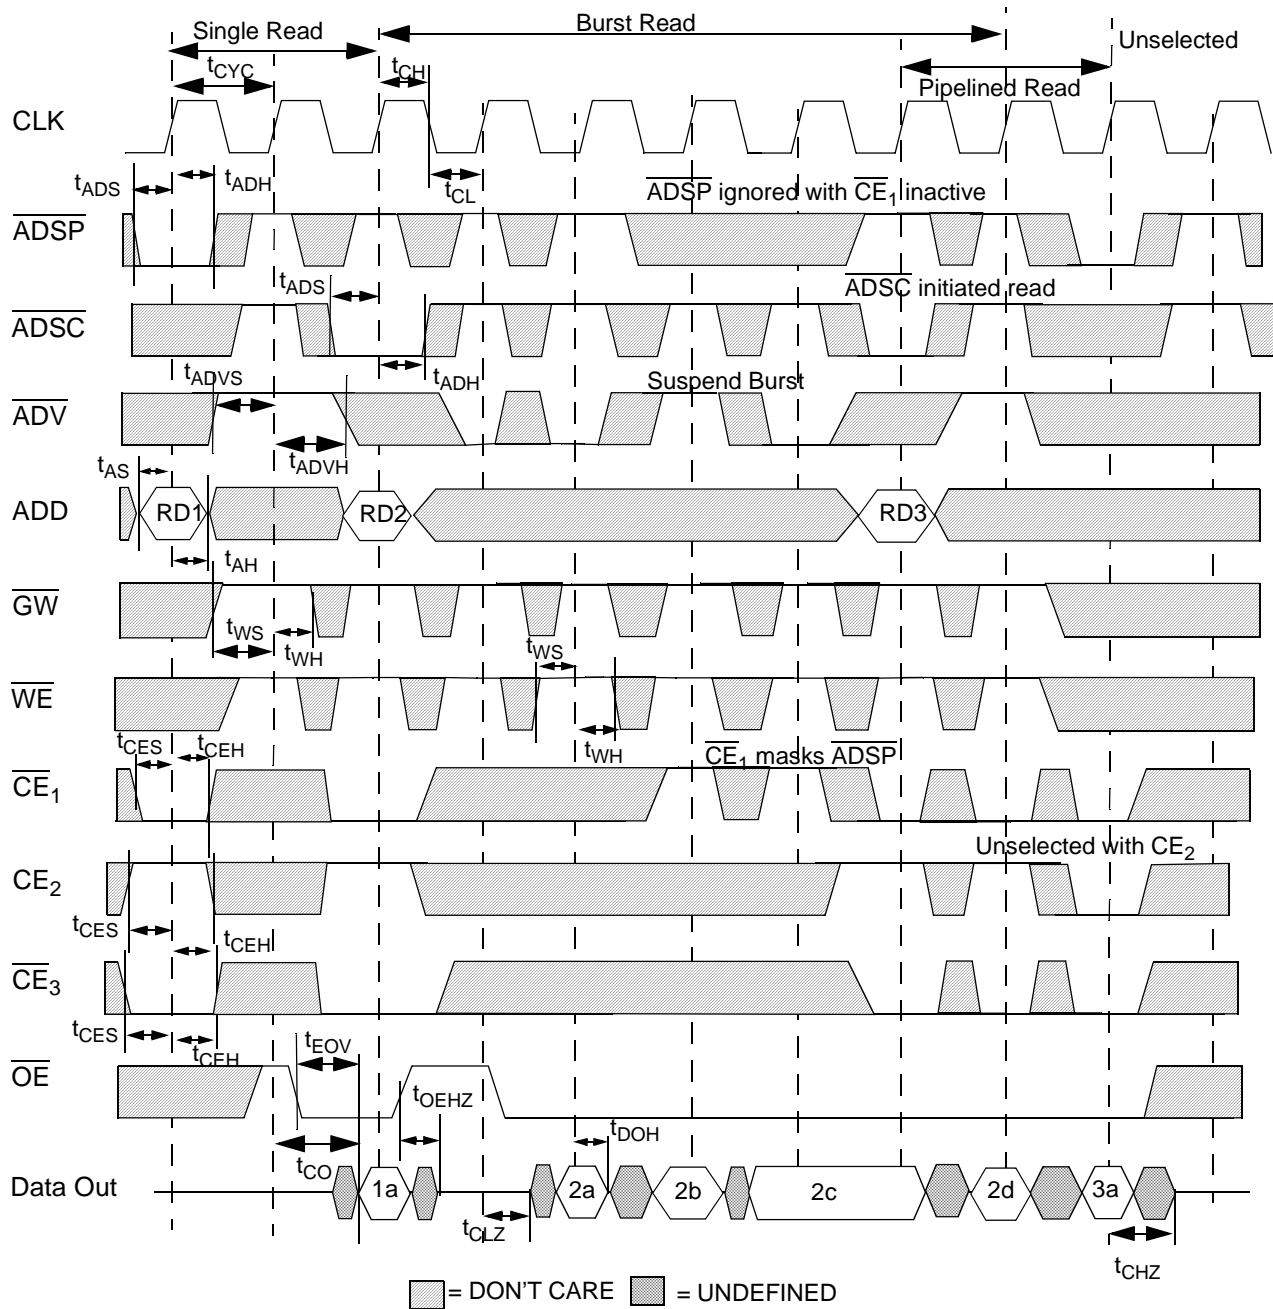 Single Read
Burst Read
Unselected
tCYC
tCH
Pipelined Read
CLK
tADS
tADH
tCL
ADSP ignored with CE1 inactive
ADSP
tADS
ADSC initiated read
ADSC
tADH
tADVS
Suspend Burst
ADV
tADVH
tAS
ADD
RD1
RD2
RD3
tAH
GW
tWS
tWH
tWS
WE
tWH
tCES
tCEH
CE1 masks ADSP
CE1
Unselected with CE2
CE2
tCES
tCEH
CE3
tCES
tCEH
tEOV
OE
tOEHZ
tDOH
tCO
Data Out
1a
2a
2b
2c
2d
3a
tCLZ
tCHZ
= DON'T CARE
= UNDEFINED